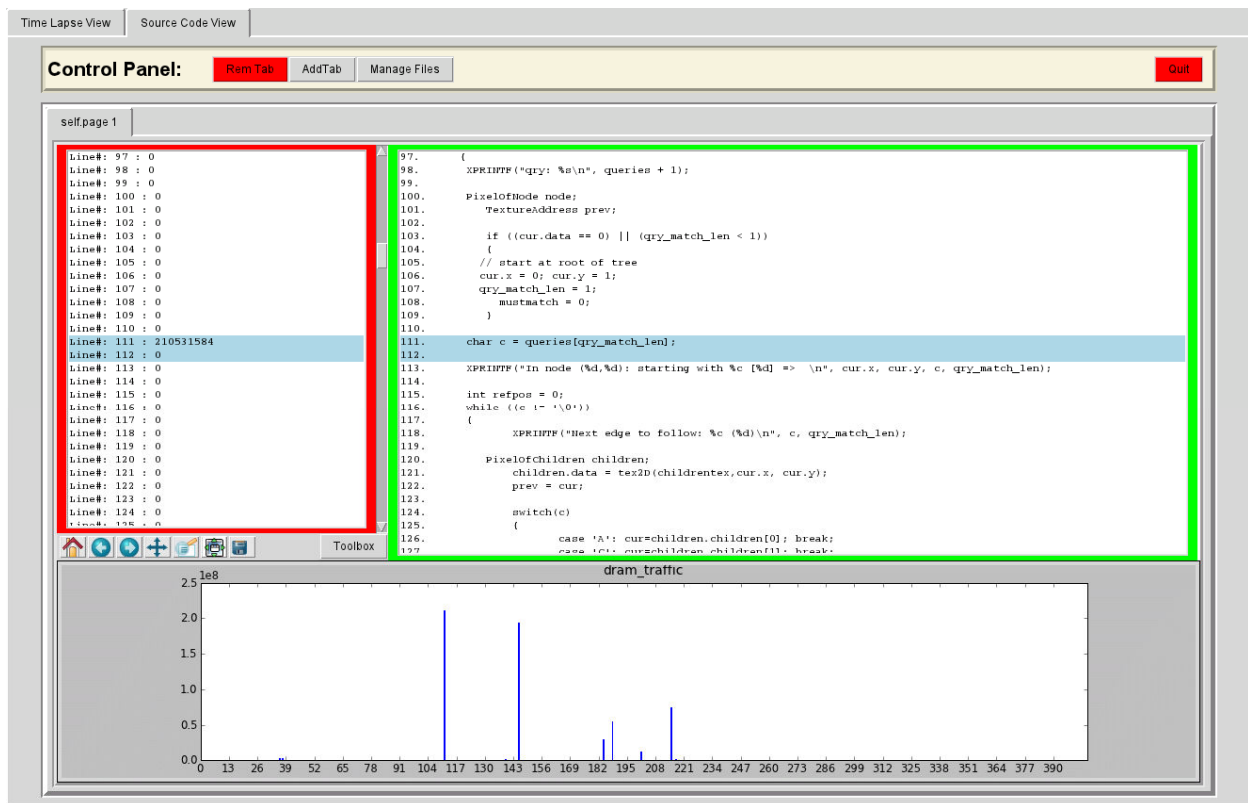 Time Lapse View Source Code View
Control Panel: Rem Tab AddTab Manage Files Quit
self.page 1
Line#: 97 : 0
Line#: 98 : 0
Line#: 99 : 0
Line#: 100 : 0
Line#: 101 : 0
Line#: 102 : 0
Line#: 103 : 0
Line#: 104 : 0
Line#: 105 : 0
Line#: 106 : 0
Line#: 107 : 0
Line#: 108 : 0
Line#: 109 : 0
Line#: 110 : 0
Line#: 111 : 210531584
Line#: 112 : 0
Line#: 113 : 0
Line#: 114 : 0
Line#: 115 : 0
Line#: 116 : 0
Line#: 117 : 0
Line#: 118 : 0
Line#: 119 : 0
Line#: 120 : 0
Line#: 121 : 0
Line#: 122 : 0
Line#: 123 : 0
Line#: 124 : 0
Line#: 125 : 0
Toolbox
97. {
98. XPRINTF("qry: %s\n", queries + 1);
99.
100. PixelOfNode node;
101. TextureAddress prev;
102.
103. if ((cur.data == 0) || (qry_match_len < 1))
104. {
105. // start at root of tree
106. cur.x = 0; cur.y = 1;
107. qry_match_len = 1;
108. mustmatch = 0;
109. }
110.
111. char c = queries[qry_match_len];
112.
113. XPRINTF("In node (%d,%d): starting with %c [%d] => \n", cur.x, cur.y, c, qry_match_len);
114.
115. int refpos = 0;
116. while ((c != '\0'))
117. {
118. XPRINTF("Next edge to follow: %c (%d)\n", c, qry_match_len);
119.
120. PixelOfChildren children;
121. children.data = tex2D(childrentex,cur.x, cur.y);
122. prev = cur;
123.
124. switch(c)
125. {
126. case 'A': cur=children.children[0]; break;
127. case 'C': cur=children.children[1]; break;
dram_traffic
1e8
2.5
2.0
1.5
1.0
0.5
0.0
0 13 26 39 52 65 78 91 104 117 130 143 156 169 182 195 208 221 234 247 260 273 286 299 312 325 338 351 364 377 390